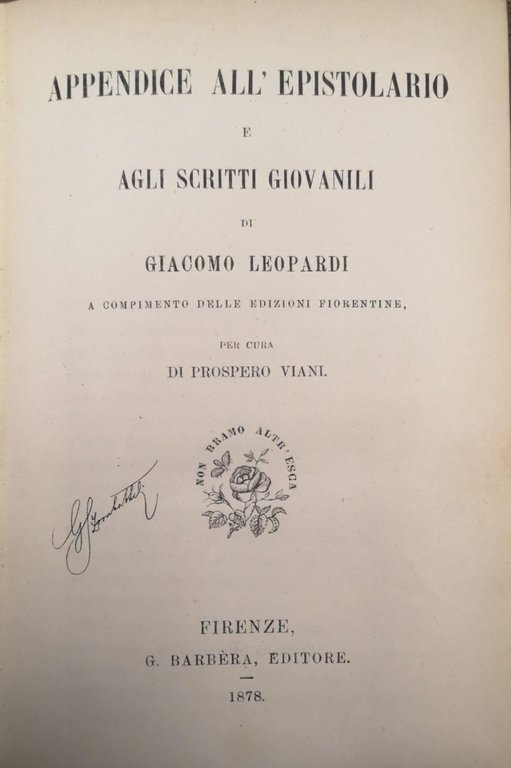 APPENDICE ALL' EPISTOLARIO
E
AGLI SCRITTI GIOVANILI
DI
GIACOMO LEOPARDI
A COMPIMENTO DELLE EDIZIONI FIORENTINE,
PER CURA
DI PROSPERO VIANI.
NON BRAMO ALTR' ESCA
FIRENZE,
G. BARBÈRA, EDITORE.
1878.